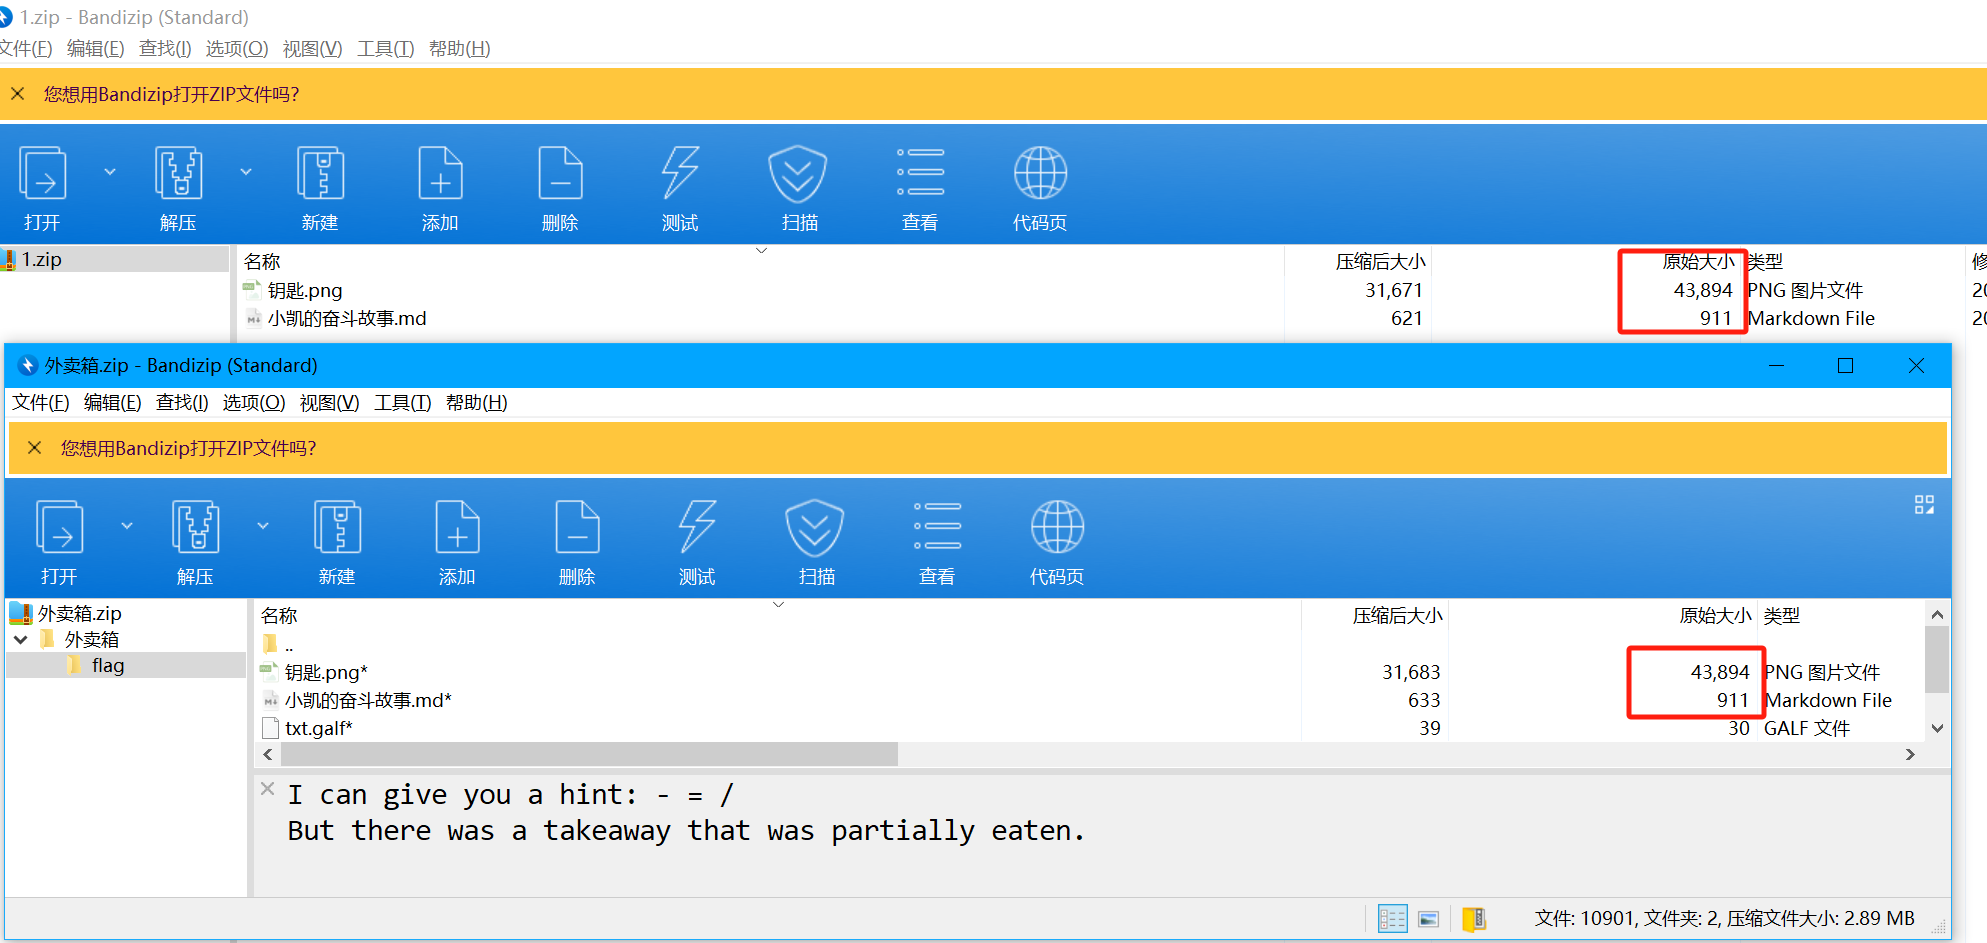 1.zip - Bandizip (Standard)
文件(F) 编辑(E) 查找(I) 选项(O) 视图(V) 工具(T) 帮助(H)
您想用Bandizip打开ZIP文件吗?
打开 解压 新建 添加 删除 测试 扫描 查看 代码页
1.zip
名称 压缩后大小 原始大小 类型 修
钥匙.png 31,671 43,894 PNG 图片文件 20
小凯的奋斗故事.md 621 911 Markdown File 20
外卖箱.zip - Bandizip (Standard)
文件(F) 编辑(E) 查找(I) 选项(O) 视图(V) 工具(T) 帮助(H)
您想用Bandizip打开ZIP文件吗?
打开 解压 新建 添加 删除 测试 扫描 查看 代码页
外卖箱.zip
外卖箱
flag
名称 压缩后大小 原始大小 类型
..
钥匙.png* 31,683 43,894 PNG 图片文件
小凯的奋斗故事.md* 633 911 Markdown File
txt.galf* 39 30 GALF 文件
I can give you a hint: - = /
But there was a takeaway that was partially eaten.
文件: 10901, 文件夹: 2, 压缩文件大小: 2.89 MB